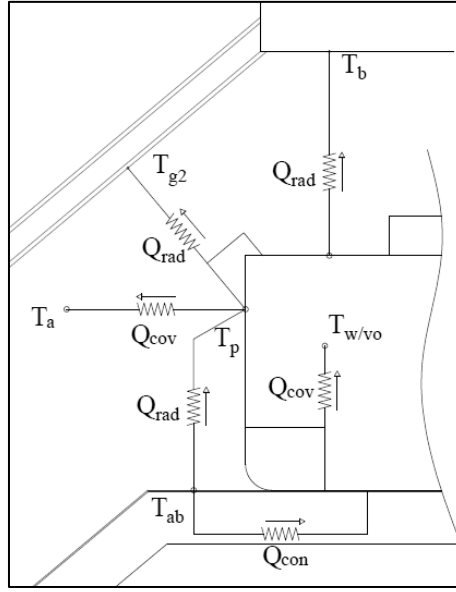 T_b
T_g2
Q_rad
Q_rad
T_a
Q_cov
T_p
T_w/vo
Q_rad
Q_cov
T_ab
Q_con